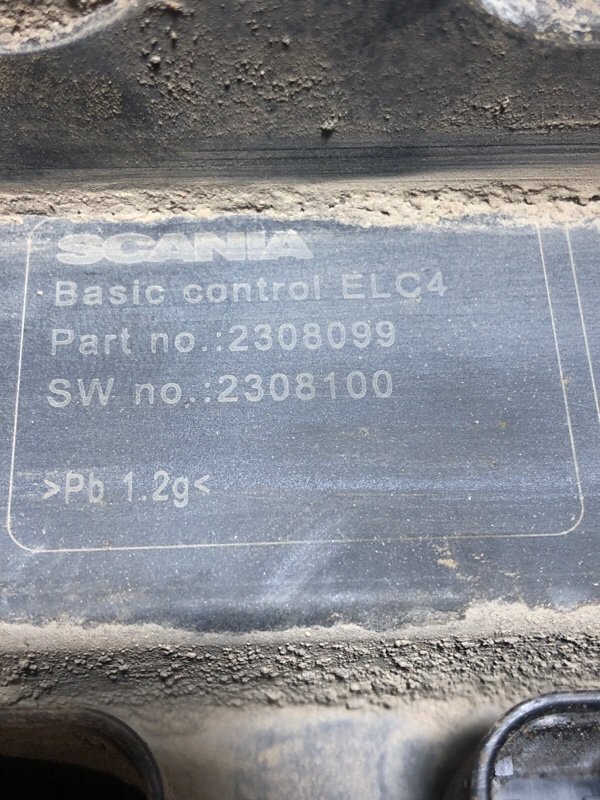 SCANIA
Basic control ELC4
Part no.:2308099
SW no.:2308100
>Pb 1.2g<